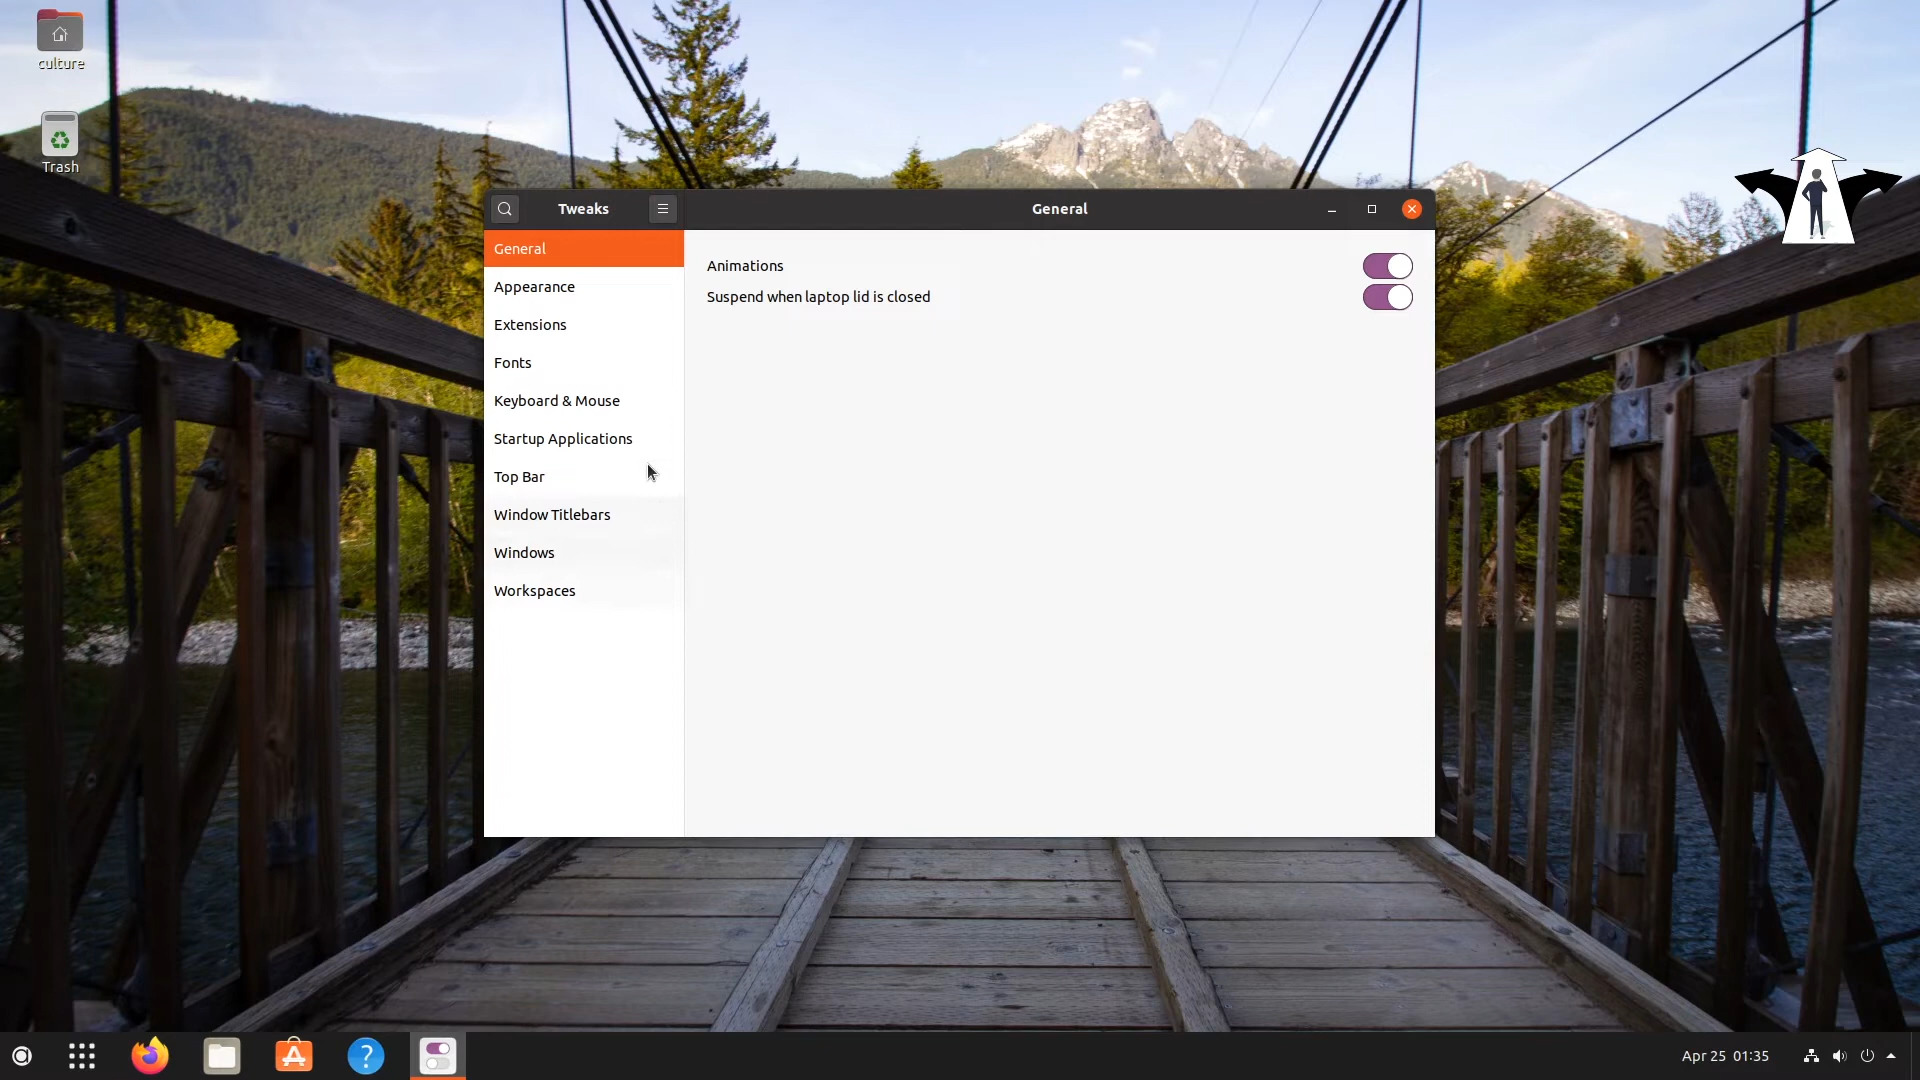 culture
Trash
Tweaks
General
General
Appearance
Extensions
Fonts
Keyboard & Mouse
Startup Applications
Top Bar
Window Titlebars
Windows
Workspaces
Animations
Suspend when laptop lid is closed
Apr 25 01:35